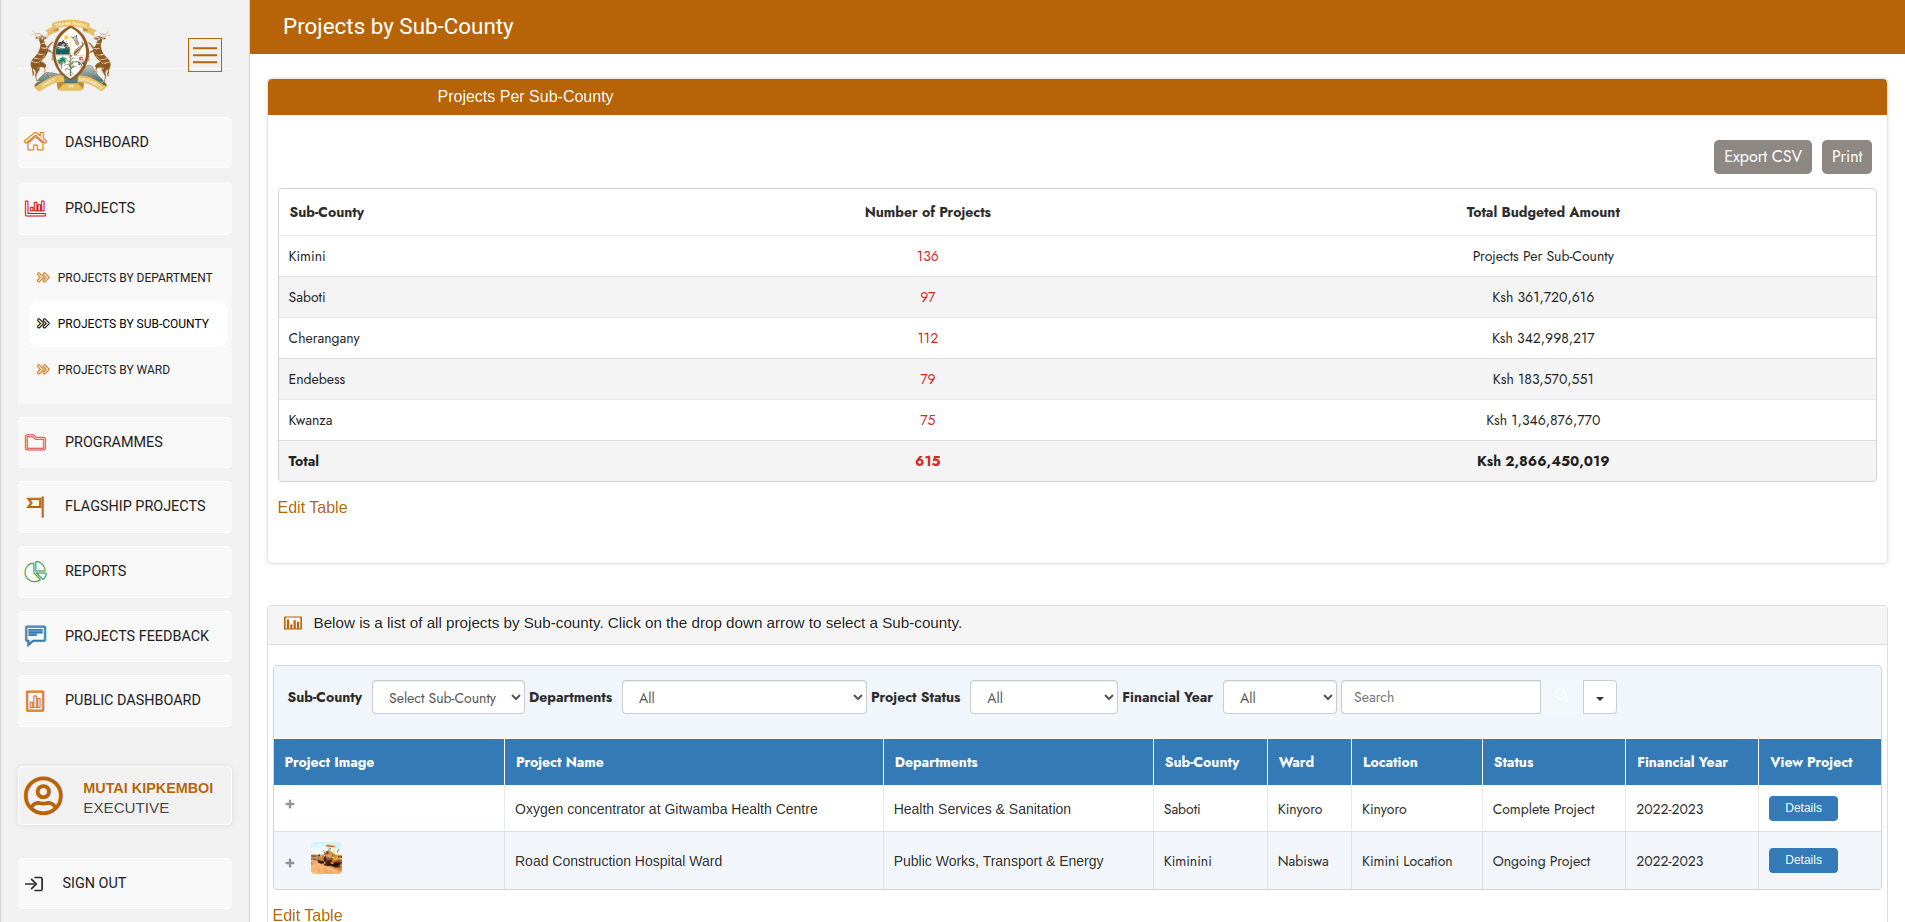 Projects by Sub-County
DASHBOARD
PROJECTS
PROJECTS BY DEPARTMENT
PROJECTS BY SUB-COUNTY
PROJECTS BY WARD
PROGRAMMES
FLAGSHIP PROJECTS
REPORTS
PROJECTS FEEDBACK
PUBLIC DASHBOARD
MUTAI KIPKEMBOI
EXECUTIVE
SIGN OUT
Projects Per Sub-County
Export CSV Print
Sub-County Number of Projects Total Budgeted Amount
Kimini 136 Projects Per Sub-County
Saboti 97 Ksh 361,720,616
Cherangany 112 Ksh 342,998,217
Endebess 79 Ksh 183,570,551
Kwanza 75 Ksh 1,346,876,770
Total 615 Ksh 2,866,450,019
Edit Table
Below is a list of all projects by Sub-county. Click on the drop down arrow to select a Sub-county.
Sub-County Select Sub-County Departments All Project Status All Financial Year All Search
Project Image Project Name Departments Sub-County Ward Location Status Financial Year View Project
Oxygen concentrator at Gitwamba Health Centre Health Services & Sanitation Saboti Kinyoro Kinyoro Complete Project 2022-2023 Details
Road Construction Hospital Ward Public Works, Transport & Energy Kiminini Nabiswa Kimini Location Ongoing Project 2022-2023 Details
Edit Table